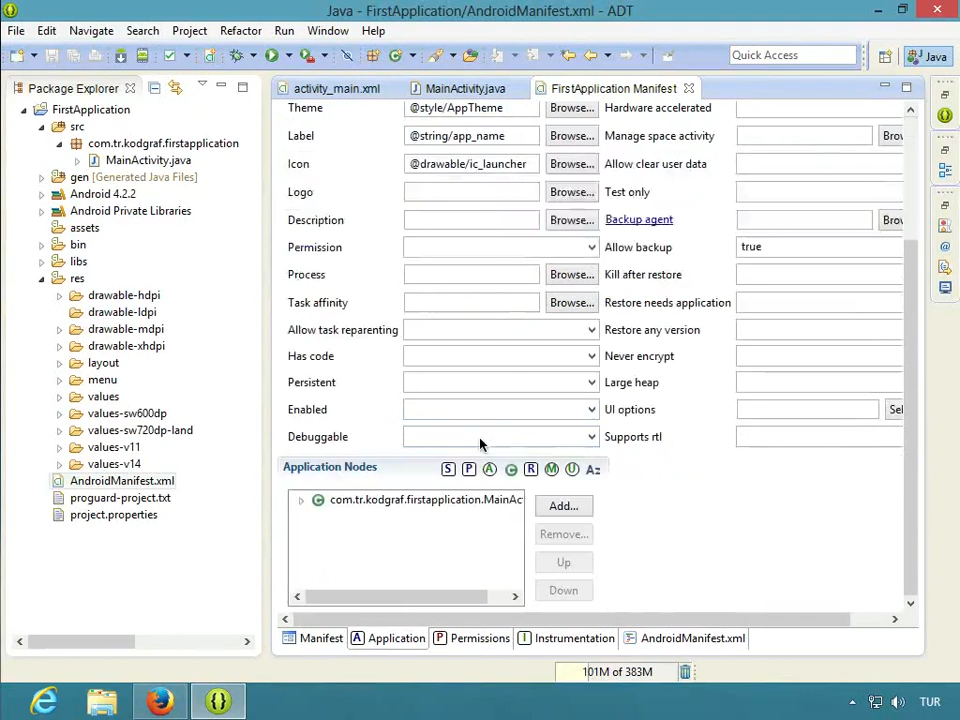 Java - FirstApplication/AndroidManifest.xml - ADT
File Edit Navigate Search Project Refactor Run Window Help
Quick Access
Java
Package Explorer
activity_main.xml
MainActivity.java
FirstApplication Manifest
FirstApplication
src
com.tr.kodgraf.firstapplication
MainActivity.java
gen [Generated Java Files]
Android 4.2.2
Android Private Libraries
assets
bin
libs
res
drawable-hdpi
drawable-ldpi
drawable-mdpi
drawable-xhdpi
layout
menu
values
values-sw600dp
values-sw720dp-land
values-v11
values-v14
AndroidManifest.xml
proguard-project.txt
project.properties
Theme @style/AppTheme Browse... Hardware accelerated
Label @string/app_name Browse... Manage space activity Brow
Icon @drawable/ic_launcher Browse... Allow clear user data
Logo Browse... Test only
Description Browse... Backup agent Brow
Permission Allow backup true
Process Browse... Kill after restore
Task affinity Browse... Restore needs application
Allow task reparenting Restore any version
Has code Never encrypt
Persistent Large heap
Enabled UI options Sel
Debuggable Supports rtl
Application Nodes S P A C R M U Az
C com.tr.kodgraf.firstapplication.MainAc
Add...
Remove...
Up
Down
Manifest A Application P Permissions I Instrumentation AndroidManifest.xml
101M of 383M
TUR